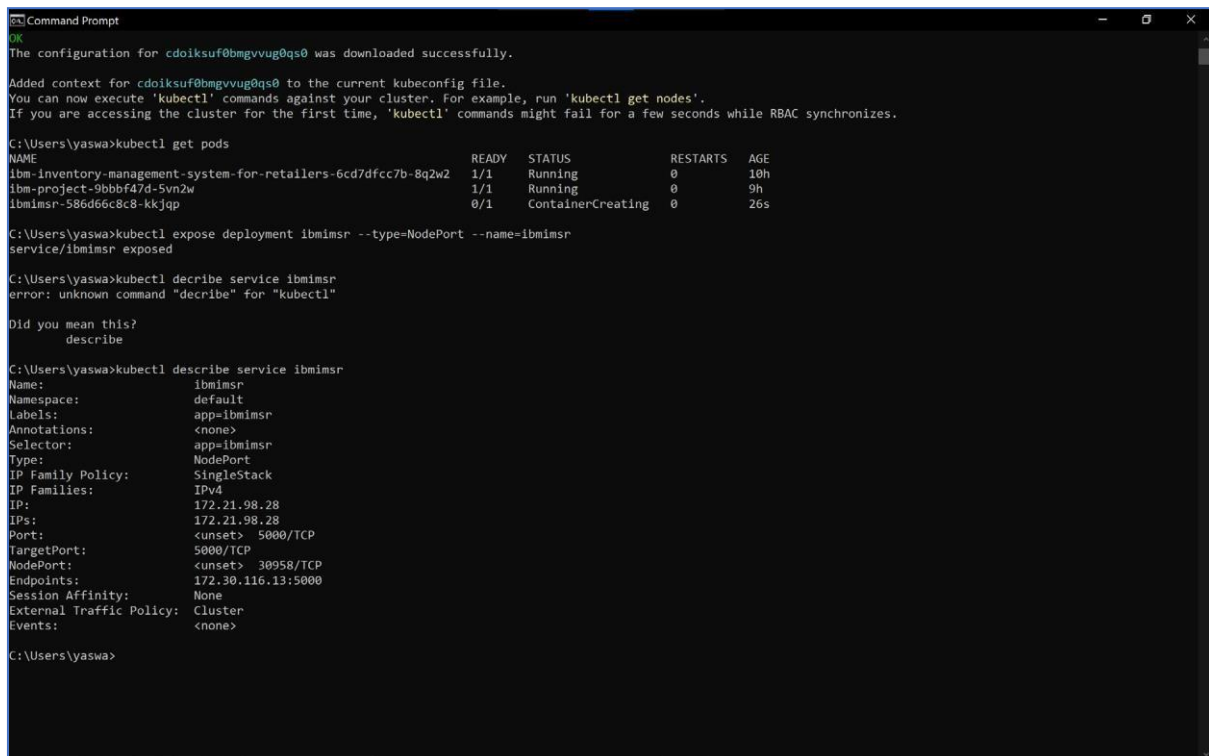 Command Prompt
OK
The configuration for cdoiksuf0bmgvvug0qs0 was downloaded successfully.
Added context for cdoiksuf0bmgvvug0qs0 to the current kubeconfig file.
You can now execute 'kubectl' commands against your cluster. For example, run 'kubectl get nodes'.
If you are accessing the cluster for the first time, 'kubectl' commands might fail for a few seconds while RBAC synchronizes.
C:\Users\yaswa>kubectl get pods
NAME READY STATUS RESTARTS AGE
ibm-inventory-management-system-for-retailers-6cd7dfcc7b-8q2w2 1/1 Running 0 10h
ibm-project-9bbbf47d-5vn2w 1/1 Running 0 9h
ibmimsr-586d66c8c8-kkjqp 0/1 ContainerCreating 0 26s
C:\Users\yaswa>kubectl expose deployment ibmimsr --type=NodePort --name=ibmimsr
service/ibmimsr exposed
C:\Users\yaswa>kubectl decribe service ibmimsr
error: unknown command "decribe" for "kubectl"
Did you mean this?
describe
C:\Users\yaswa>kubectl describe service ibmimsr
Name: ibmimsr
Namespace: default
Labels: app=ibmimsr
Annotations: <none>
Selector: app=ibmimsr
Type: NodePort
IP Family Policy: SingleStack
IP Families: IPv4
IP: 172.21.98.28
IPs: 172.21.98.28
Port: <unset> 5000/TCP
TargetPort: 5000/TCP
NodePort: <unset> 30958/TCP
Endpoints: 172.30.116.13:5000
Session Affinity: None
External Traffic Policy: Cluster
Events: <none>
C:\Users\yaswa>